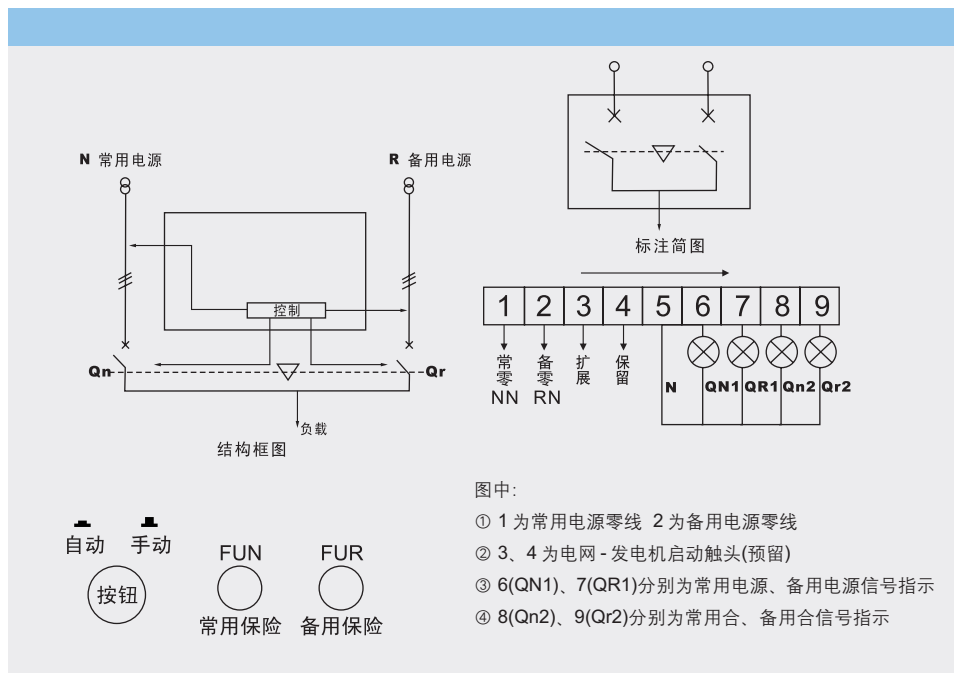 N 常用电源
R 备用电源
控制
Qn
Qr
负载
结构框图
标注简图
1 2 3 4 5 6 7 8 9
常零 NN
备零 RN
扩展
保留
N
QN1
QR1
Qn2
Qr2
自动
手动
按钮
FUN
常用保险
FUR
备用保险
图中:
① 1 为常用电源零线 2 为备用电源零线
② 3、4 为电网 - 发电机启动触头(预留)
③ 6(QN1)、7(QR1)分别为常用电源、备用电源信号指示
④ 8(Qn2)、9(Qr2)分别为常用合、备用合信号指示